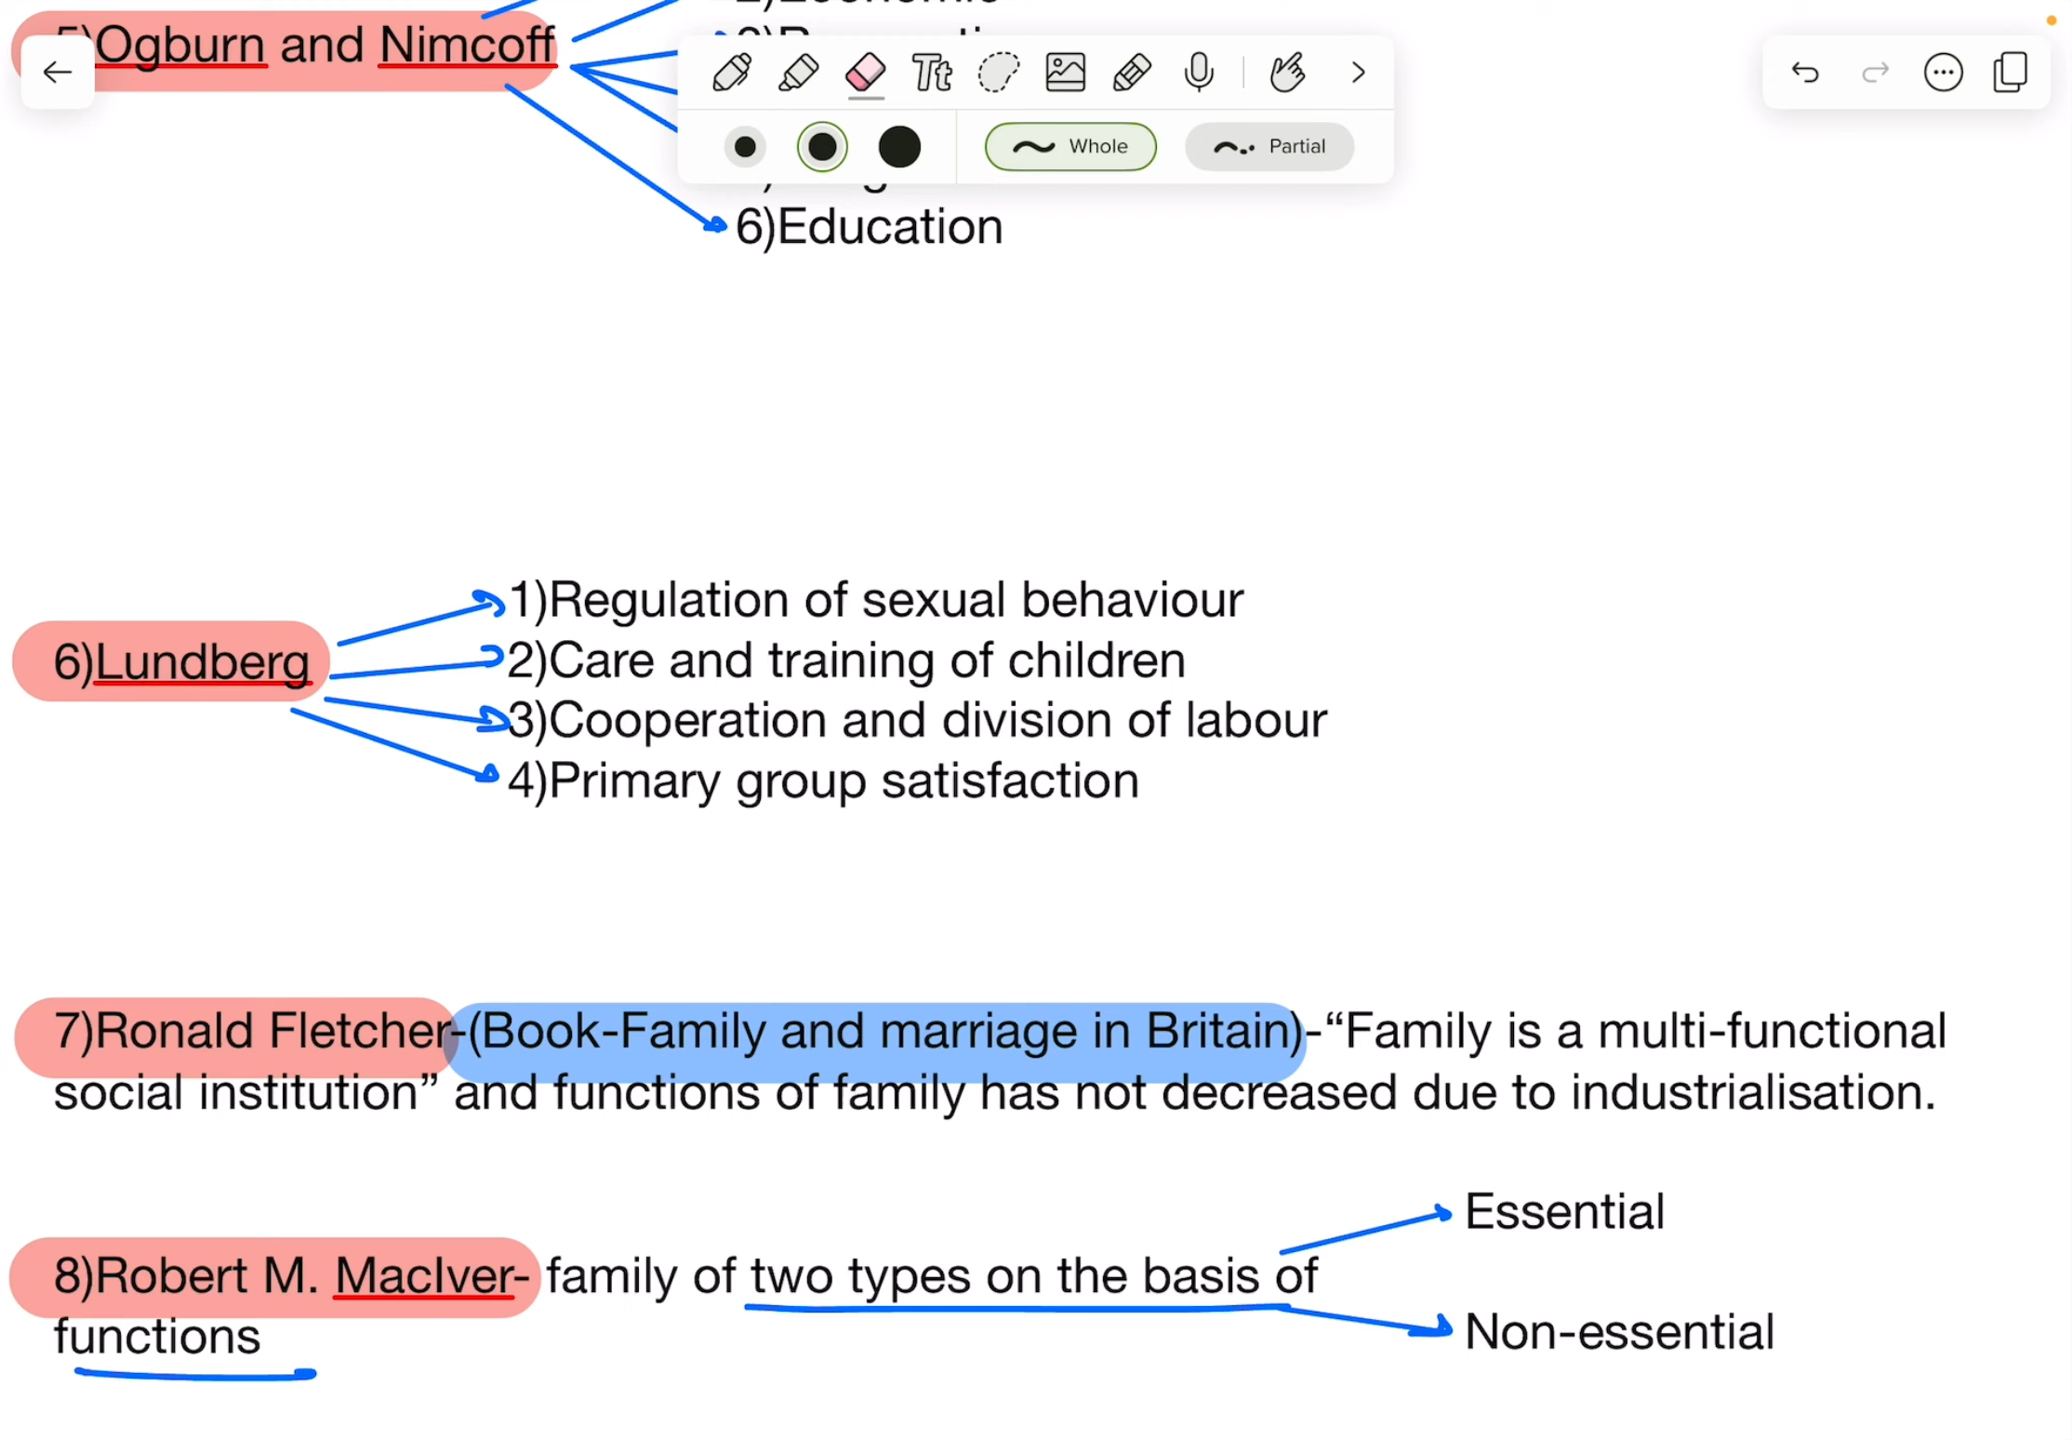 5)Ogburn and Nimcoff
Whole
Partial
6)Education
1)Regulation of sexual behaviour
6)Lundberg
2)Care and training of children
3)Cooperation and division of labour
4)Primary group satisfaction
7)Ronald Fletcher-(Book-Family and marriage in Britain)-“Family is a multi-functional
social institution” and functions of family has not decreased due to industrialisation.
Essential
8)Robert M. MacIver- family of two types on the basis of
functions
Non-essential